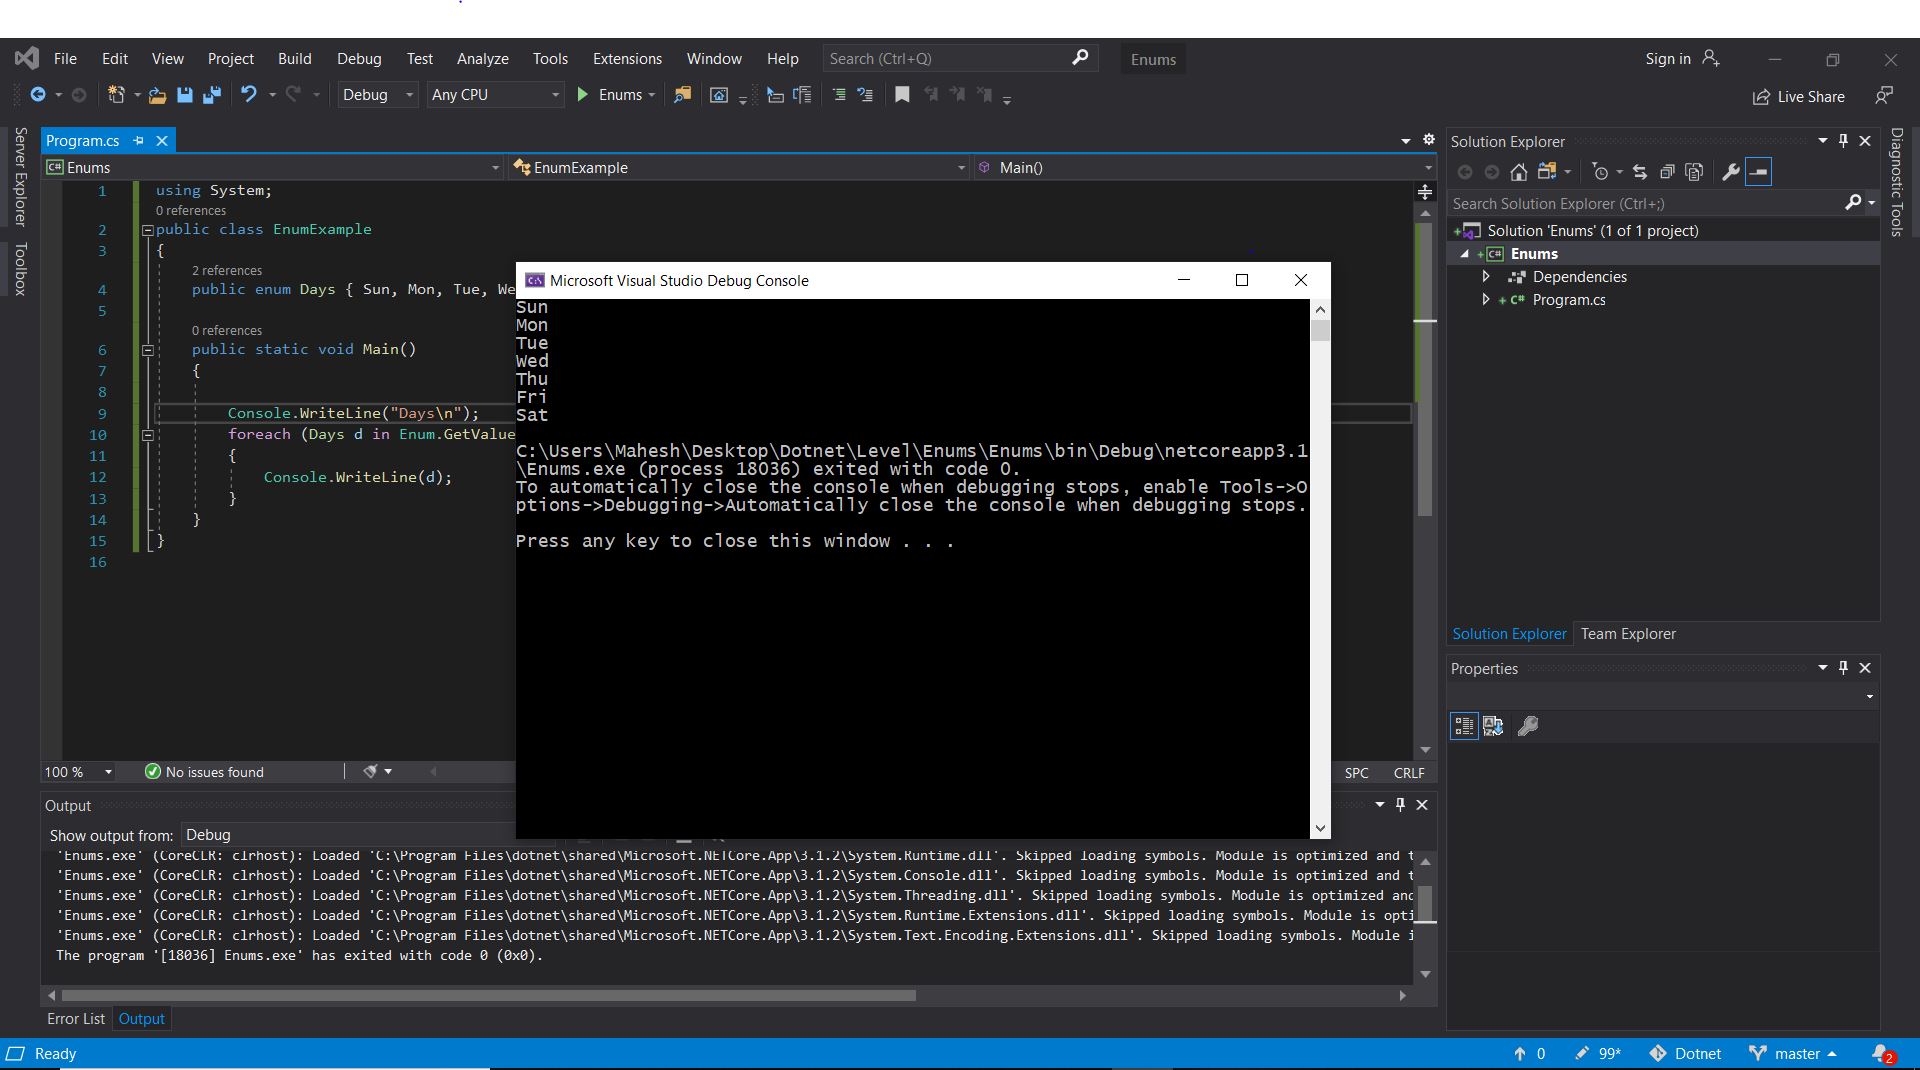 File Edit View Project Build Debug Test Analyze Tools Extensions Window Help Search (Ctrl+Q) Enums Sign in
Debug Any CPU Enums Live Share
Server Explorer
Toolbox
Program.cs
C# Enums EnumExample Main()
1 using System;
0 references
2 public class EnumExample
3 {
2 references
4 public enum Days { Sun, Mon, Tue, We
5
0 references
6 public static void Main()
7 {
8
9 Console.WriteLine("Days\n");
10 foreach (Days d in Enum.GetValue
11 {
12 Console.WriteLine(d);
13 }
14 }
15 }
16
100 % No issues found SPC CRLF
Microsoft Visual Studio Debug Console
Sun
Mon
Tue
Wed
Thu
Fri
Sat
C:\Users\Mahesh\Desktop\Dotnet\Level\Enums\Enums\bin\Debug\netcoreapp3.1
\Enums.exe (process 18036) exited with code 0.
To automatically close the console when debugging stops, enable Tools->O
ptions->Debugging->Automatically close the console when debugging stops.
Press any key to close this window . . .
Output
Show output from: Debug
'Enums.exe' (CoreCLR: clrhost): Loaded 'C:\Program Files\dotnet\shared\Microsoft.NETCore.App\3.1.2\System.Runtime.dll'. Skipped loading symbols. Module is optimized and t
'Enums.exe' (CoreCLR: clrhost): Loaded 'C:\Program Files\dotnet\shared\Microsoft.NETCore.App\3.1.2\System.Console.dll'. Skipped loading symbols. Module is optimized and t
'Enums.exe' (CoreCLR: clrhost): Loaded 'C:\Program Files\dotnet\shared\Microsoft.NETCore.App\3.1.2\System.Threading.dll'. Skipped loading symbols. Module is optimized and
'Enums.exe' (CoreCLR: clrhost): Loaded 'C:\Program Files\dotnet\shared\Microsoft.NETCore.App\3.1.2\System.Runtime.Extensions.dll'. Skipped loading symbols. Module is opti
'Enums.exe' (CoreCLR: clrhost): Loaded 'C:\Program Files\dotnet\shared\Microsoft.NETCore.App\3.1.2\System.Text.Encoding.Extensions.dll'. Skipped loading symbols. Module i
The program '[18036] Enums.exe' has exited with code 0 (0x0).
Error List Output
Solution Explorer
Search Solution Explorer (Ctrl+;)
Solution 'Enums' (1 of 1 project)
C# Enums
Dependencies
C# Program.cs
Solution Explorer Team Explorer
Properties
Diagnostic Tools
Ready 0 99* Dotnet master 2